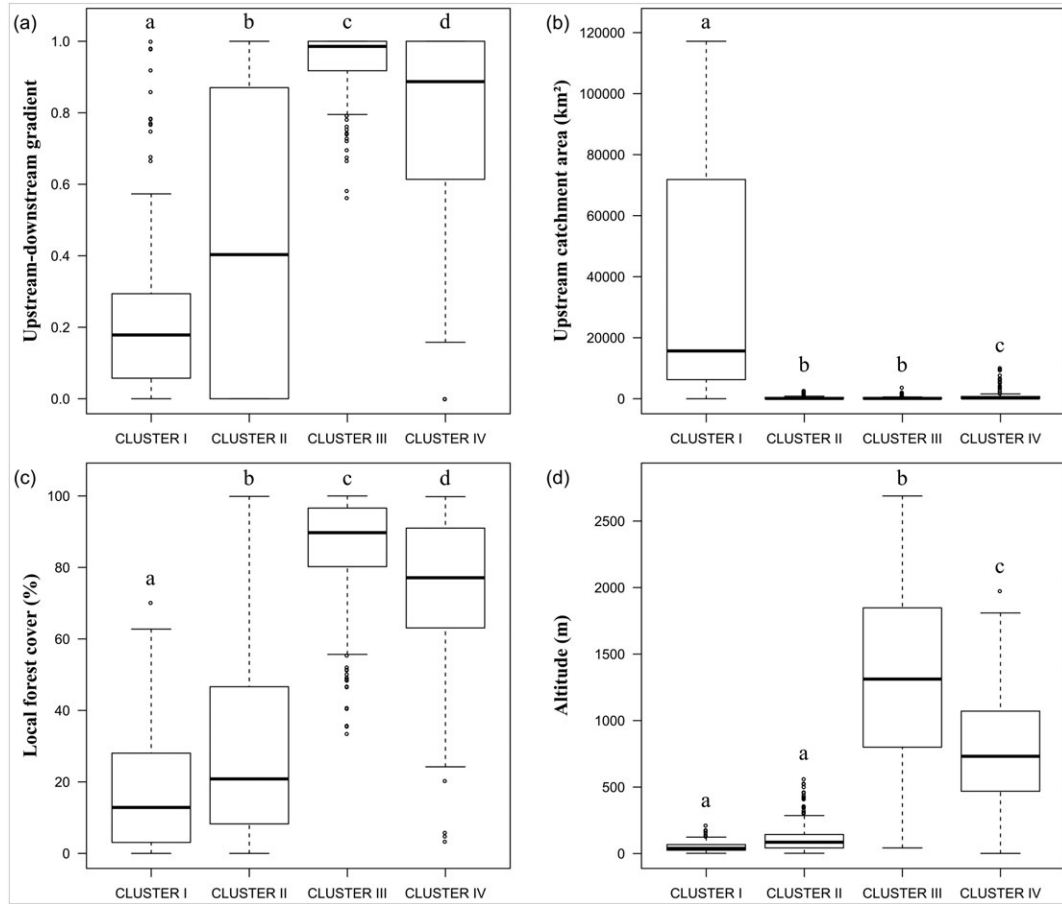 (a)
a
b
c
d
Upstream-downstream gradient
1.0
0.8
0.6
0.4
0.2
0.0
CLUSTER I
CLUSTER II
CLUSTER III
CLUSTER IV
(b)
a
b
b
c
Upstream catchment area (km²)
120000
100000
80000
60000
40000
20000
0
CLUSTER I
CLUSTER II
CLUSTER III
CLUSTER IV
(c)
a
b
c
d
Local forest cover (%)
100
80
60
40
20
0
CLUSTER I
CLUSTER II
CLUSTER III
CLUSTER IV
(d)
a
a
b
c
Altitude (m)
2500
2000
1500
1000
500
0
CLUSTER I
CLUSTER II
CLUSTER III
CLUSTER IV